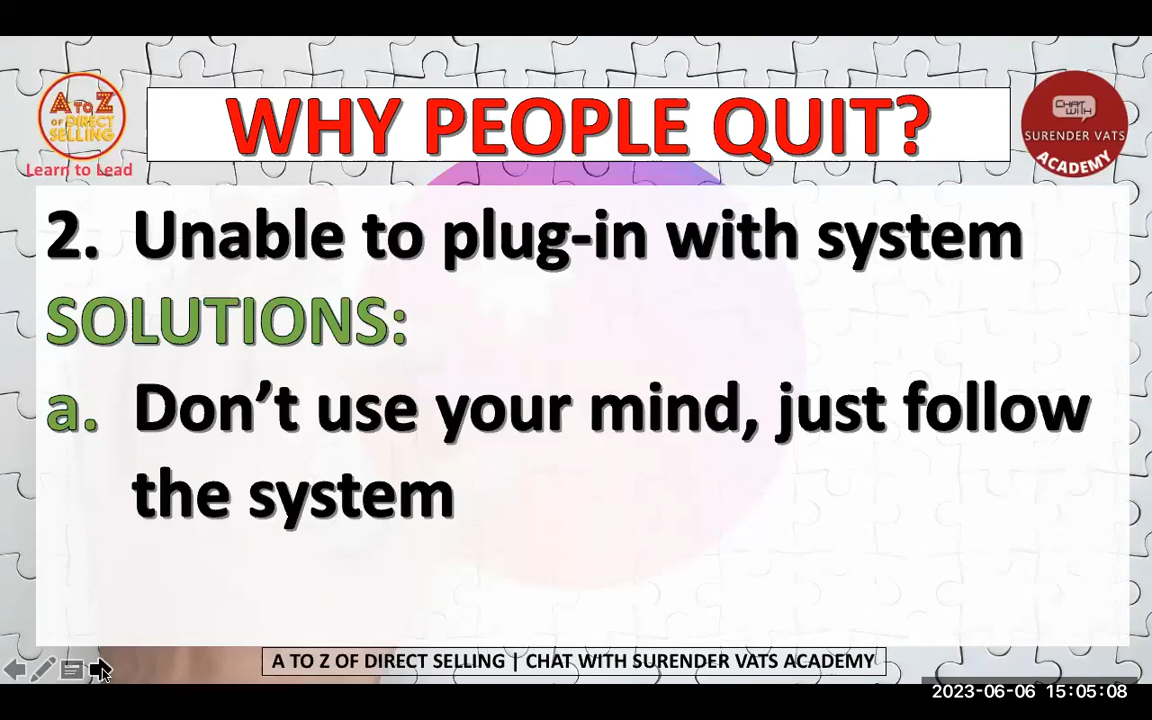 A TO Z
OF DIRECT
SELLING
Learn to Lead
WHY PEOPLE QUIT?
CHAT
WITH
SURENDER VATS
ACADEMY
2. Unable to plug-in with system
SOLUTIONS:
a. Don’t use your mind, just follow
the system
A TO Z OF DIRECT SELLING | CHAT WITH SURENDER VATS ACADEMY
2023-06-06 15:05:08